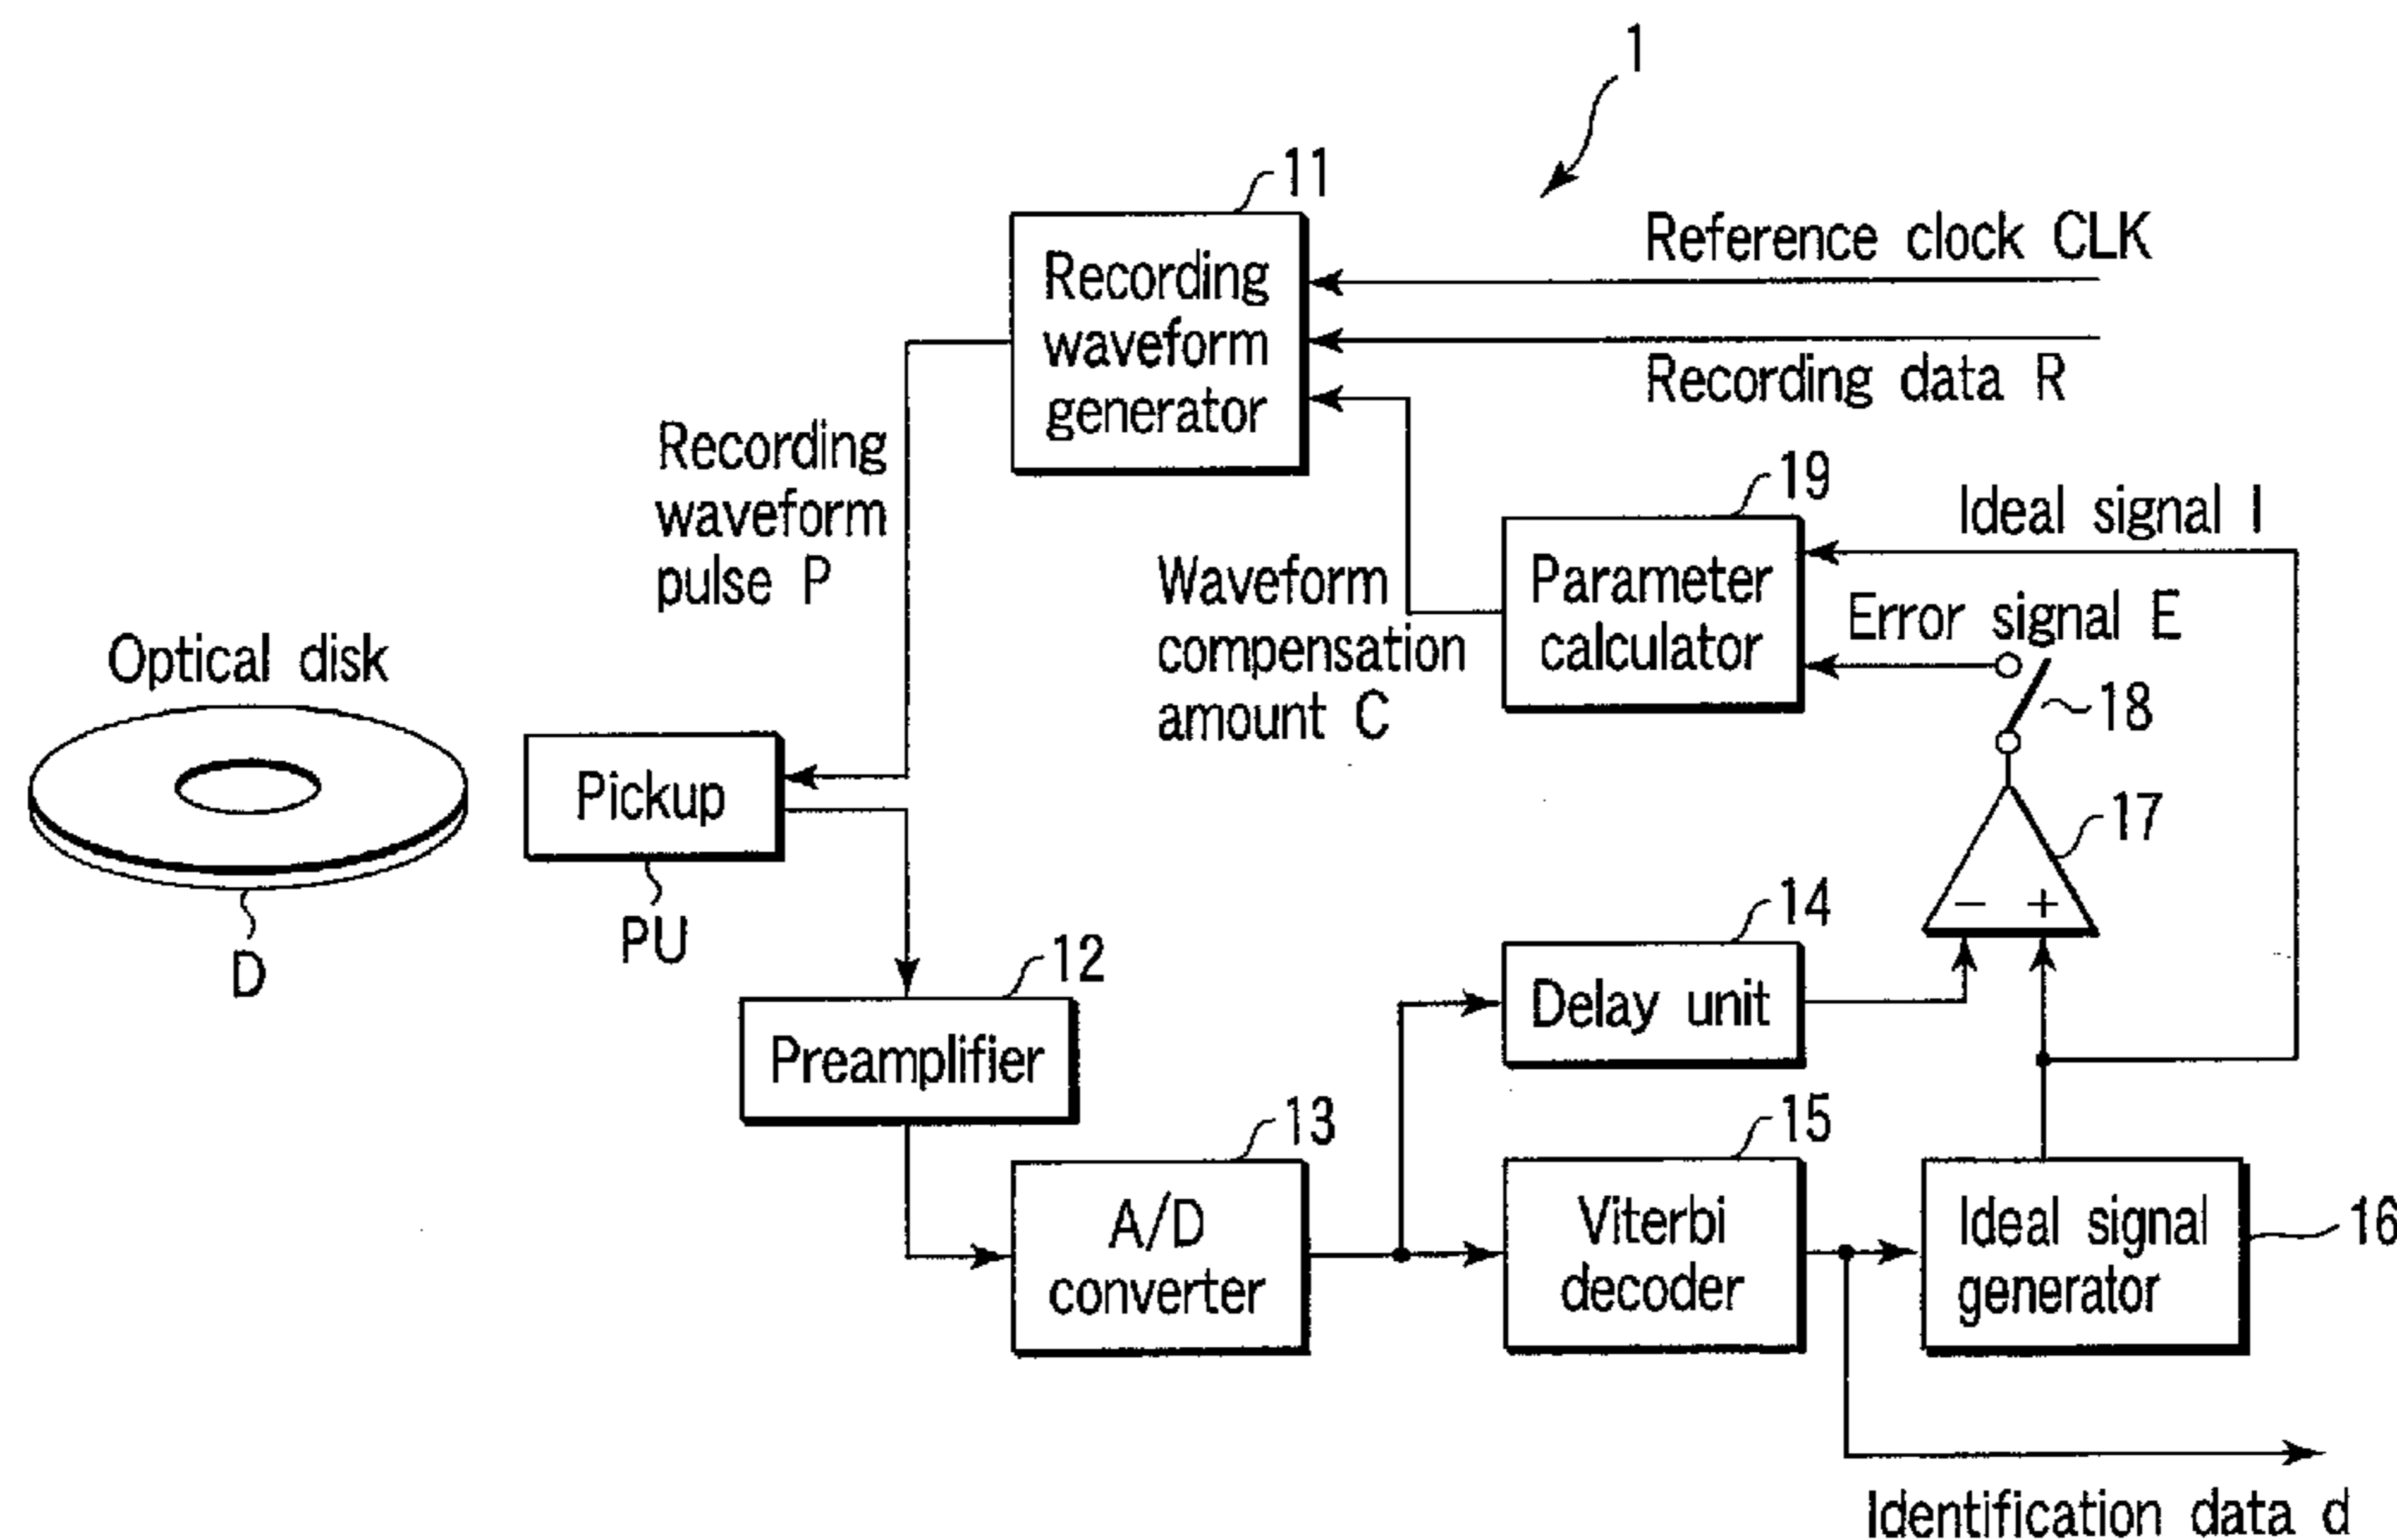 1
11
Reference clock CLK
Recording
waveform
generator
Recording data R
Recording
waveform
pulse P
19
Ideal signal I
Parameter
calculator
Waveform
compensation
amount C
Error signal E
18
Optical disk
D
Pickup
PU
17
− +
12
Preamplifier
14
Delay unit
13
A/D
converter
15
Viterbi
decoder
Ideal signal
generator
16
Identification data d